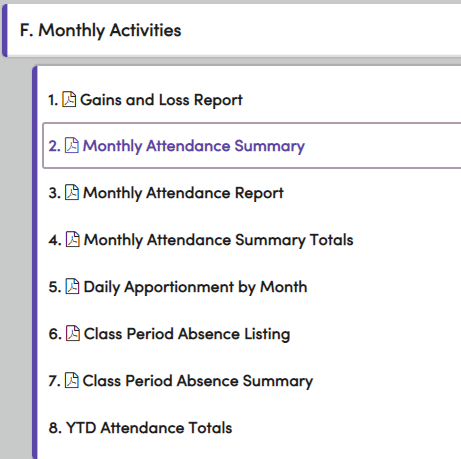 F. Monthly Activities
1. Gains and Loss Report
2. Monthly Attendance Summary
3. Monthly Attendance Report
4. Monthly Attendance Summary Totals
5. Daily Apportionment by Month
6. Class Period Absence Listing
7. Class Period Absence Summary
8. YTD Attendance Totals